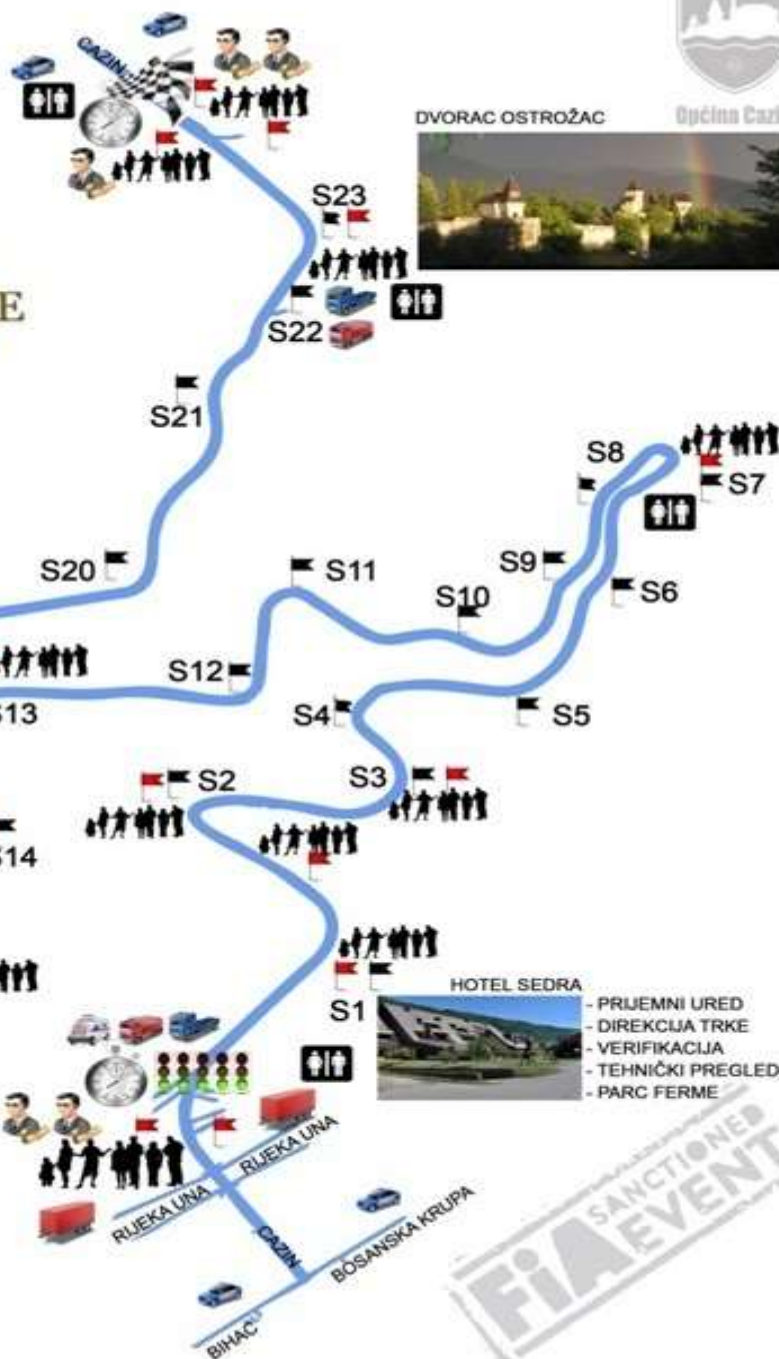 CAZIN
Općina Cazi
DVORAC OSTROŽAC
S23
E
S22
S21
S8
S7
S20
S11
S9
S6
S10
S12
S13
S4
S5
S2
S3
S14
S1
HOTEL SEDRA
- PRIJEMNI URED
- DIREKCIJA TRKE
- VERIFIKACIJA
- TEHNIČKI PREGLED
- PARC FERME
RIJEKA UNA
RIJEKA UNA
CAZIN
BOSANSKA KRUPA
BIHAĆ
FiA SANCTIONED
EVENT